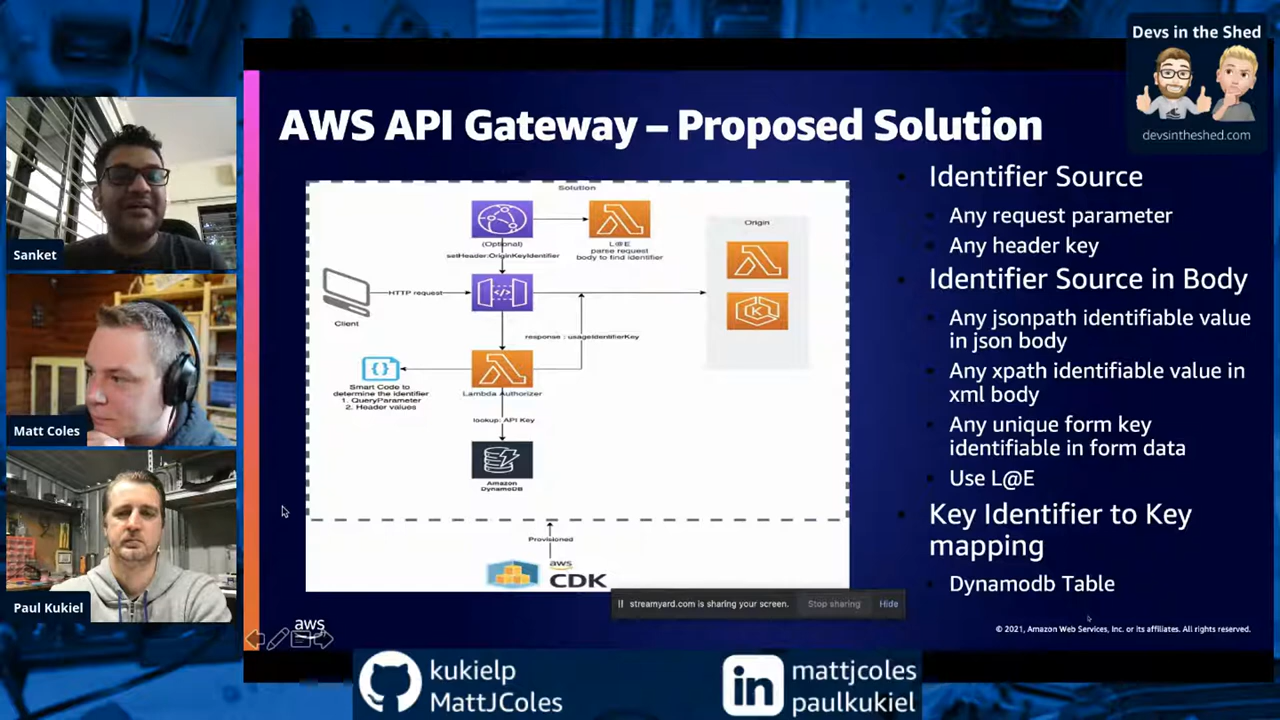 Devs in the Shed
devsintheshed.com
AWS API Gateway – Proposed Solution
Sanket
Matt Coles
Paul Kukiel
Solution
(Optional)
setHeader:OriginKeyIdentifier
L@E
parse request
body to find identifier
Origin
Client
HTTP request
response : usageIdentifierKey
Smart Code to
determine the identifier
1. QueryParameter
2. Header values
Lambda Authorizer
lookup: API Key
Amazon
DynamoDB
Provisioned
aws
CDK
Identifier Source
Any request parameter
Any header key
Identifier Source in Body
Any jsonpath identifiable value
in json body
Any xpath identifiable value in
xml body
Any unique form key
identifiable in form data
Use L@E
Key Identifier to Key
mapping
Dynamodb Table
streamyard.com is sharing your screen.
Stop sharing
Hide
aws
© 2021, Amazon Web Services, Inc. or its affiliates. All rights reserved.
kukielp
MattJColes
in
mattjcoles
paulkukiel